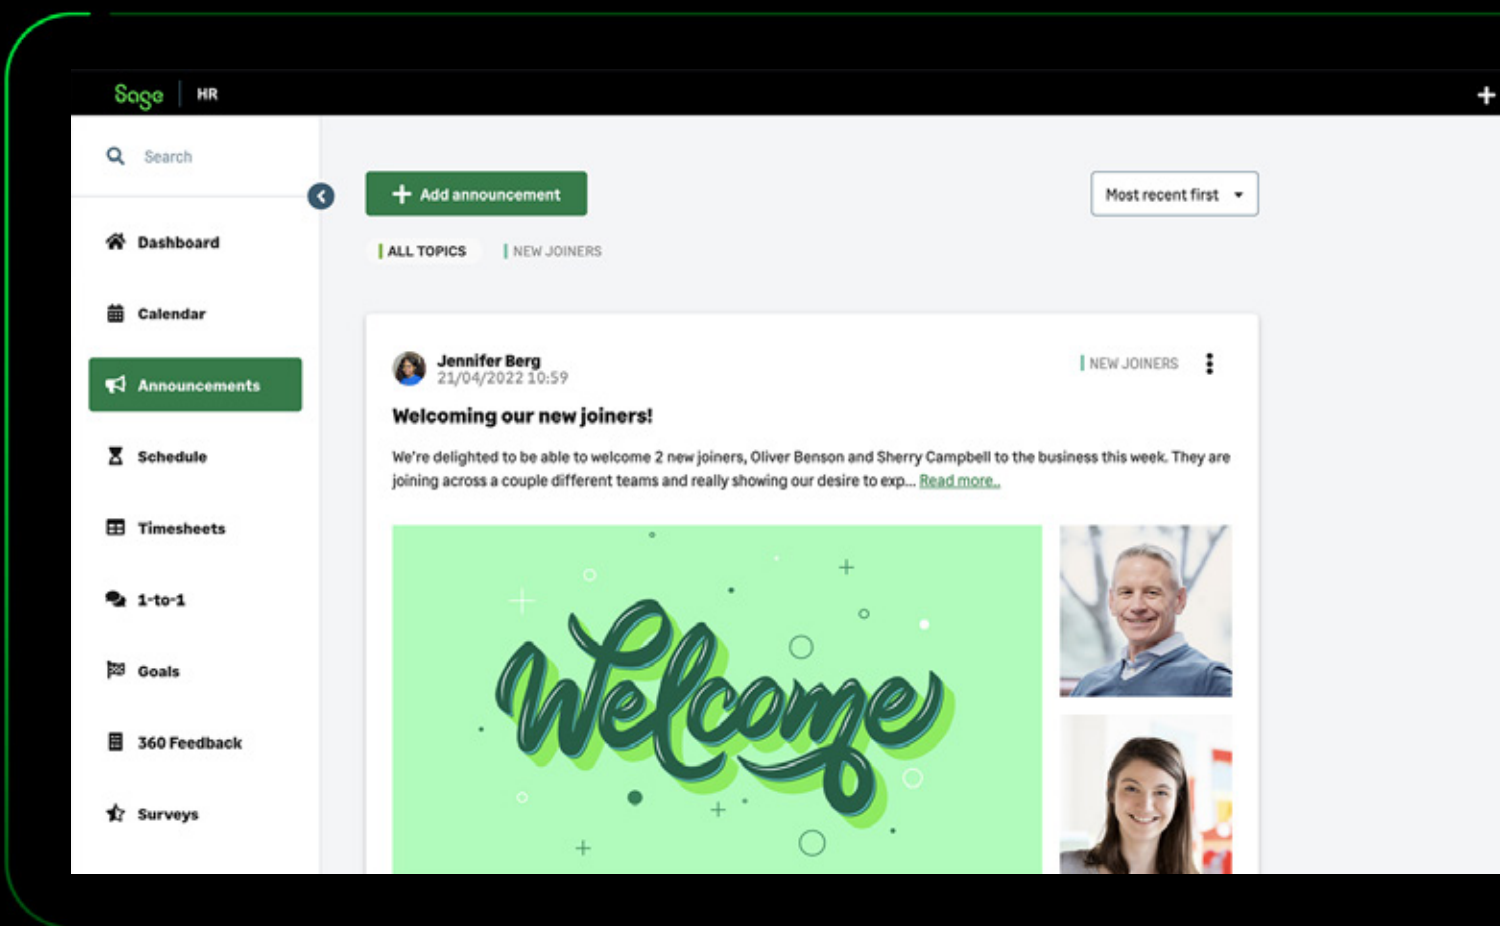 Sage
HR
Search
Dashboard
Calendar
Announcements
Schedule
Timesheets
1-to-1
Goals
360 Feedback
Surveys
Add announcement
Most recent first
ALL TOPICS
NEW JOINERS
Jennifer Berg
21/04/2022 10:59
NEW JOINERS
Welcoming our new joiners!
We're delighted to be able to welcome 2 new joiners, Oliver Benson and Sherry Campbell to the business this week. They are
joining across a couple different teams and really showing our desire to exp... Read more..
Welcome